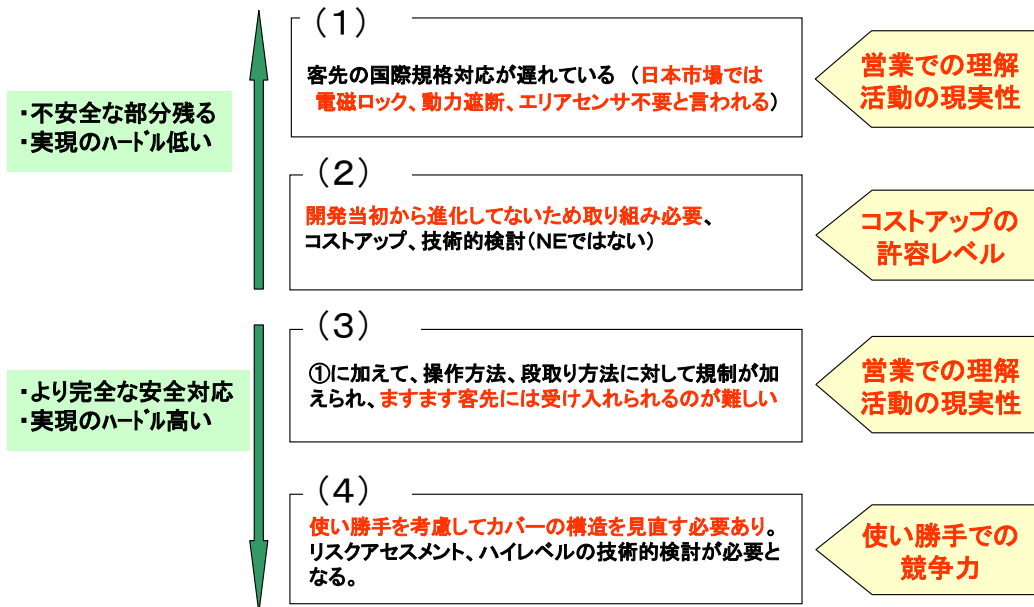 (1)
客先の国際規格対応が遅れている (日本市場では
電磁ロック、動力遮断、エリアセンサ不要と言われる)
営業での理解
活動の現実性
・不安全な部分残る
・実現のハードル低い
(2)
開発当初から進化してないため取り組み必要、
コストアップ、技術的検討(NEではない)
コストアップの
許容レベル
(3)
①に加えて、操作方法、段取り方法に対して規制が加
えられ、ますます客先には受け入れられるのが難しい
営業での理解
活動の現実性
・より完全な安全対応
・実現のハードル高い
(4)
使い勝手を考慮してカバーの構造を見直す必要あり。
リスクアセスメント、ハイレベルの技術的検討が必要と
なる。
使い勝手での
競争力